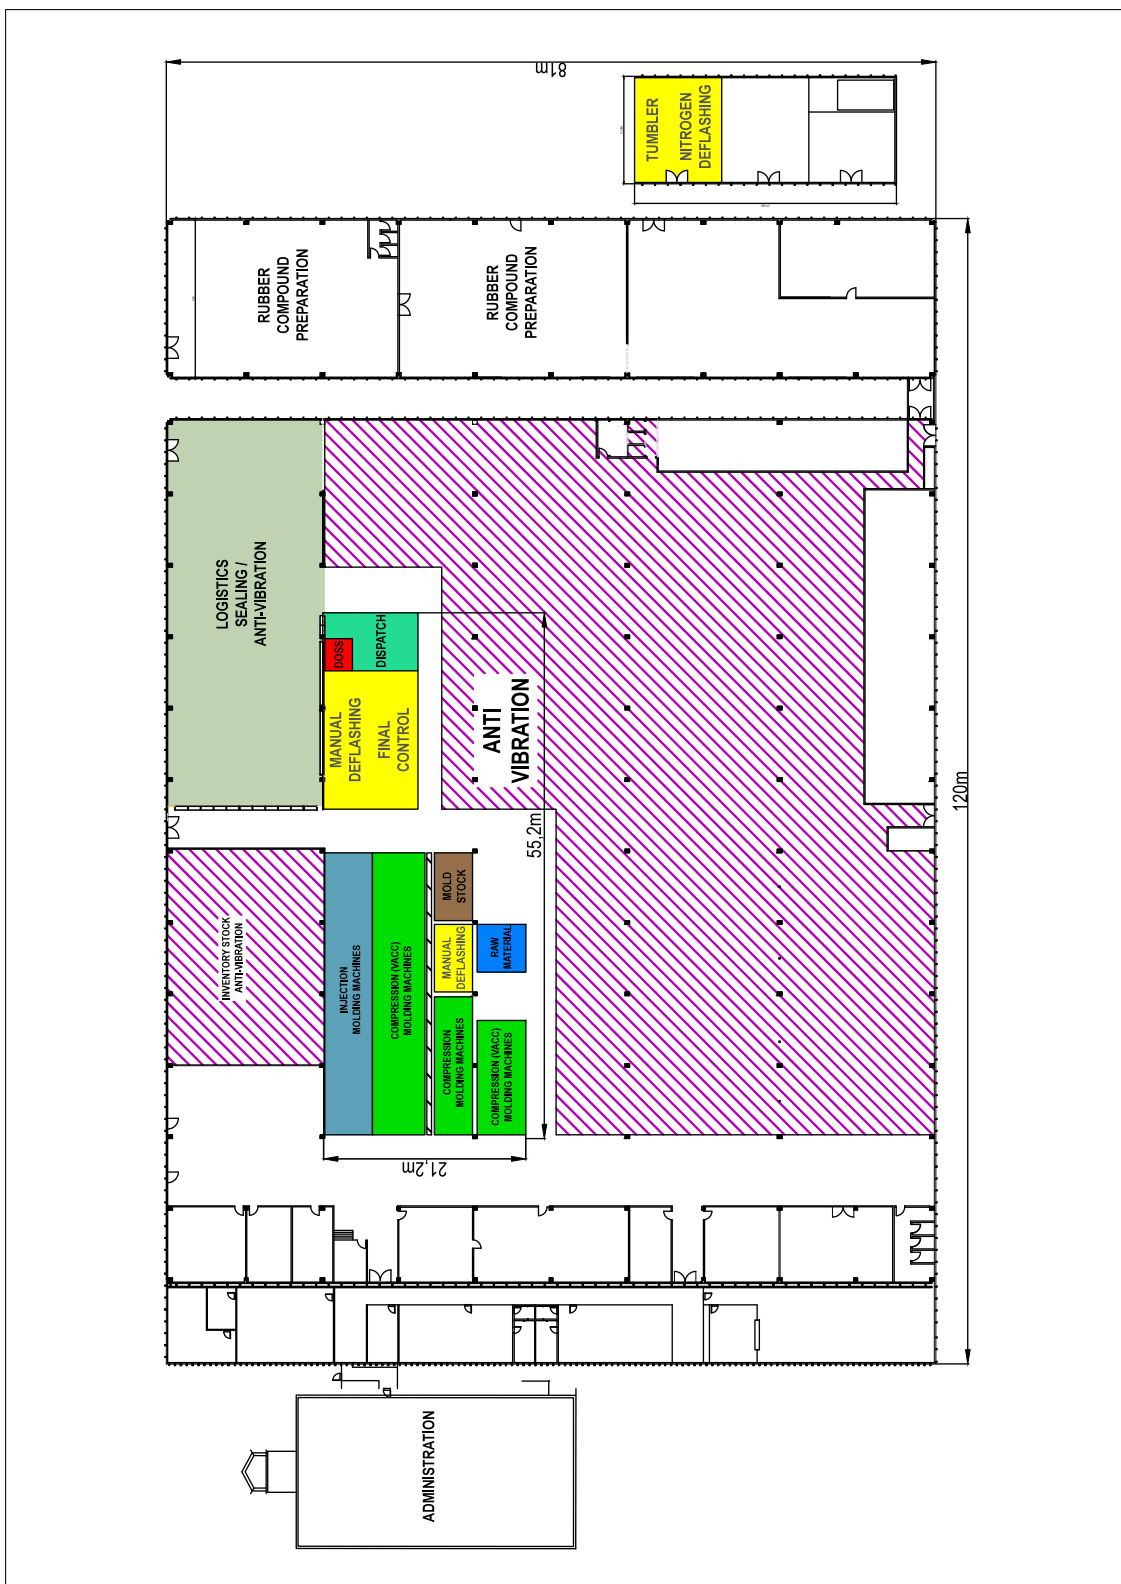 81m
TUMBLER
NITROGEN
DEFLASHING
RUBBER
COMPOUND
PREPARATION
RUBBER
COMPOUND
PREPARATION
LOGISTICS
SEALING /
ANTI-VIBRATION
DOSS
DISPATCH
MANUAL
DEFLASHING
FINAL
CONTROL
ANTI
VIBRATION
120m
55,2m
INVENTORY STOCK
ANTI-VIBRATION
INJECTION
MOLDING MACHINES
COMPRESSION (VACC)
MOLDING MACHINES
MOLD
STOCK
MANUAL
DEFLASHING
RAW
MATERIAL
COMPRESSION
MOLDING MACHINES
COMPRESSION (VACC)
MOLDING MACHINES
21,2m
ADMINISTRATION